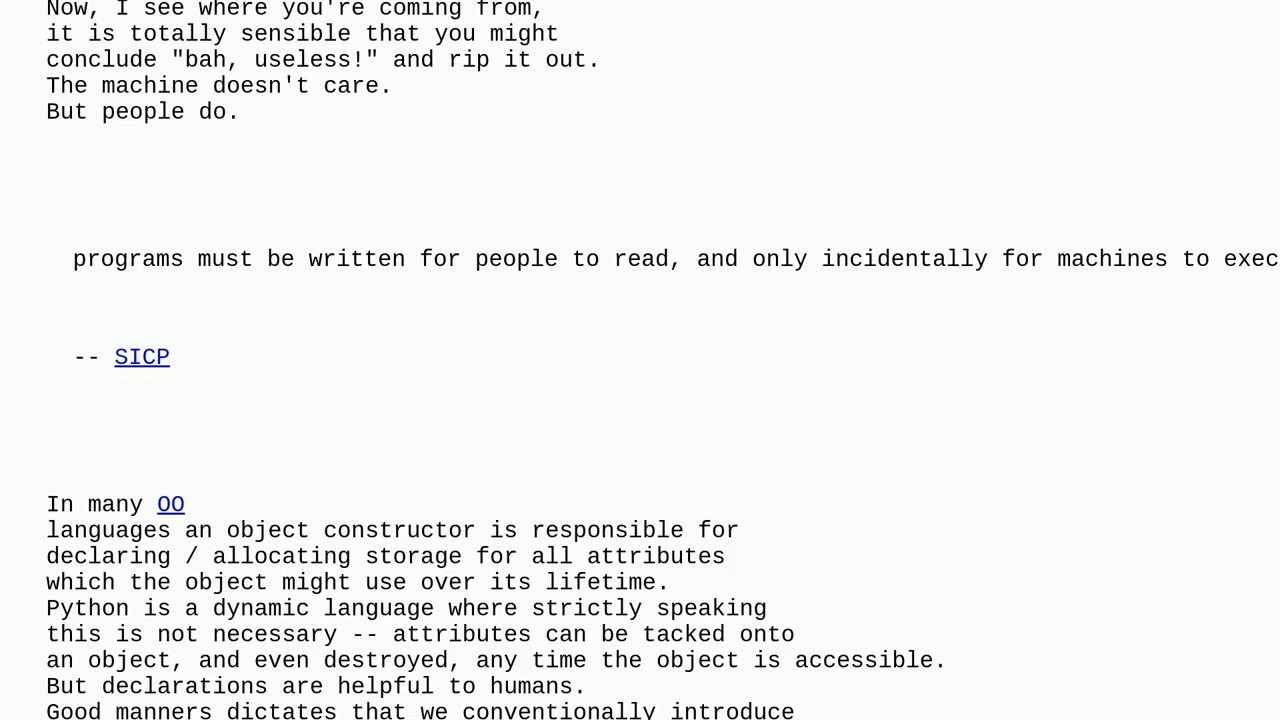 Now, I see where you're coming from,
it is totally sensible that you might
conclude "bah, useless!" and rip it out.
The machine doesn't care.
But people do.
programs must be written for people to read, and only incidentally for machines to exec
-- SICP
In many OO
languages an object constructor is responsible for
declaring / allocating storage for all attributes
which the object might use over its lifetime.
Python is a dynamic language where strictly speaking
this is not necessary -- attributes can be tacked onto
an object, and even destroyed, any time the object is accessible.
But declarations are helpful to humans.
Good manners dictates that we conventionally introduce